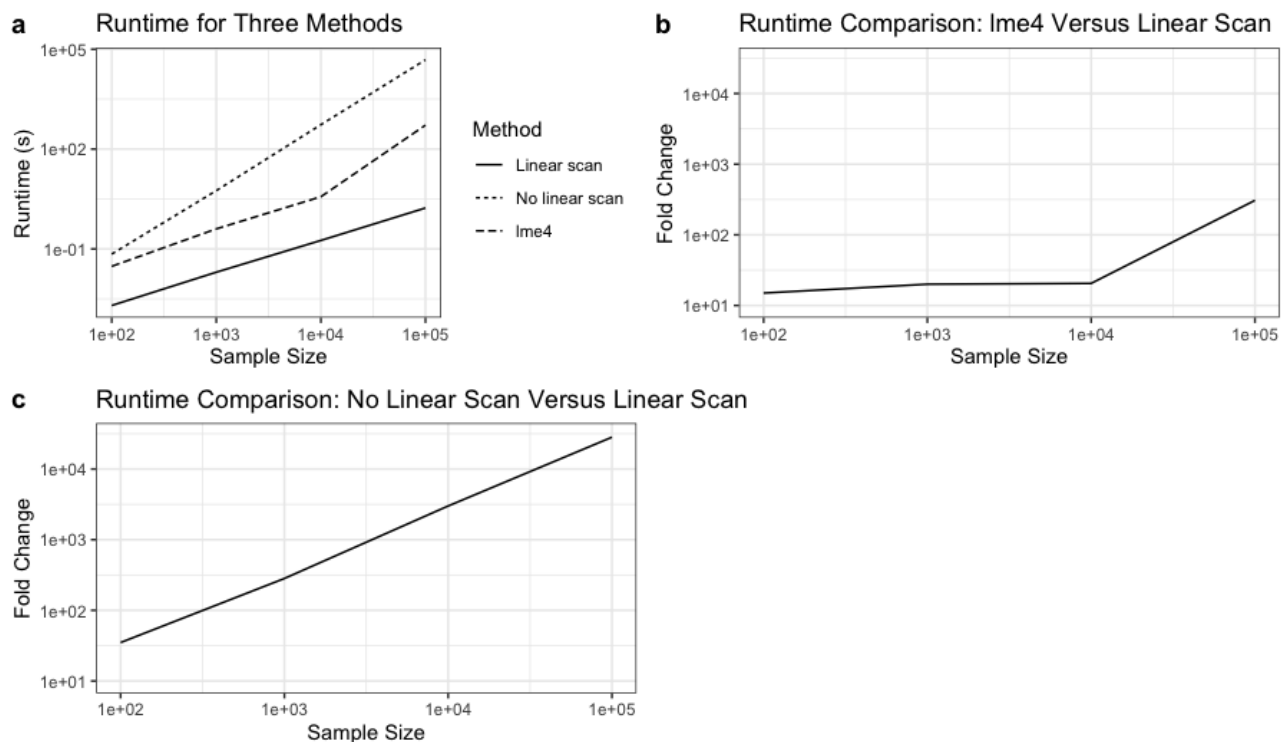 a Runtime for Three Methods
1e+05
1e+02
1e-01
Runtime (s)
1e+02 1e+03 1e+04 1e+05
Sample Size
Method
Linear scan
No linear scan
lme4
b Runtime Comparison: lme4 Versus Linear Scan
1e+04
1e+03
1e+02
1e+01
Fold Change
1e+02 1e+03 1e+04 1e+05
Sample Size
c Runtime Comparison: No Linear Scan Versus Linear Scan
1e+04
1e+03
1e+02
1e+01
Fold Change
1e+02 1e+03 1e+04 1e+05
Sample Size